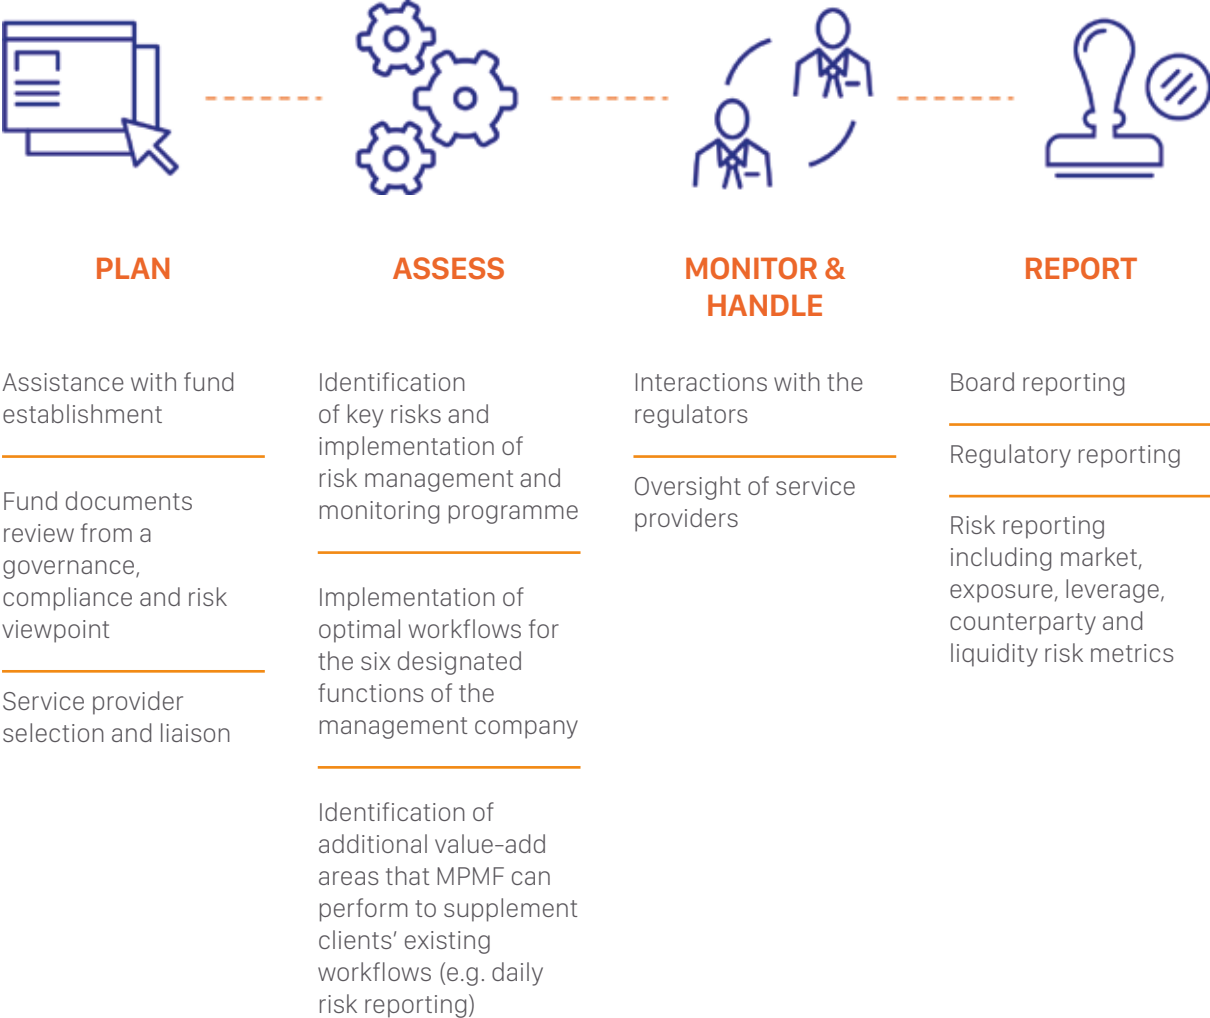 PLAN
Assistance with fund
establishment
Fund documents
review from a
governance,
compliance and risk
viewpoint
Service provider
selection and liaison
ASSESS
Identification
of key risks and
implementation of
risk management and
monitoring programme
Implementation of
optimal workflows for
the six designated
functions of the
management company
Identification of
additional value-add
areas that MPMF can
perform to supplement
clients’ existing
workflows (e.g. daily
risk reporting)
MONITOR &
HANDLE
Interactions with the
regulators
Oversight of service
providers
REPORT
Board reporting
Regulatory reporting
Risk reporting
including market,
exposure, leverage,
counterparty and
liquidity risk metrics